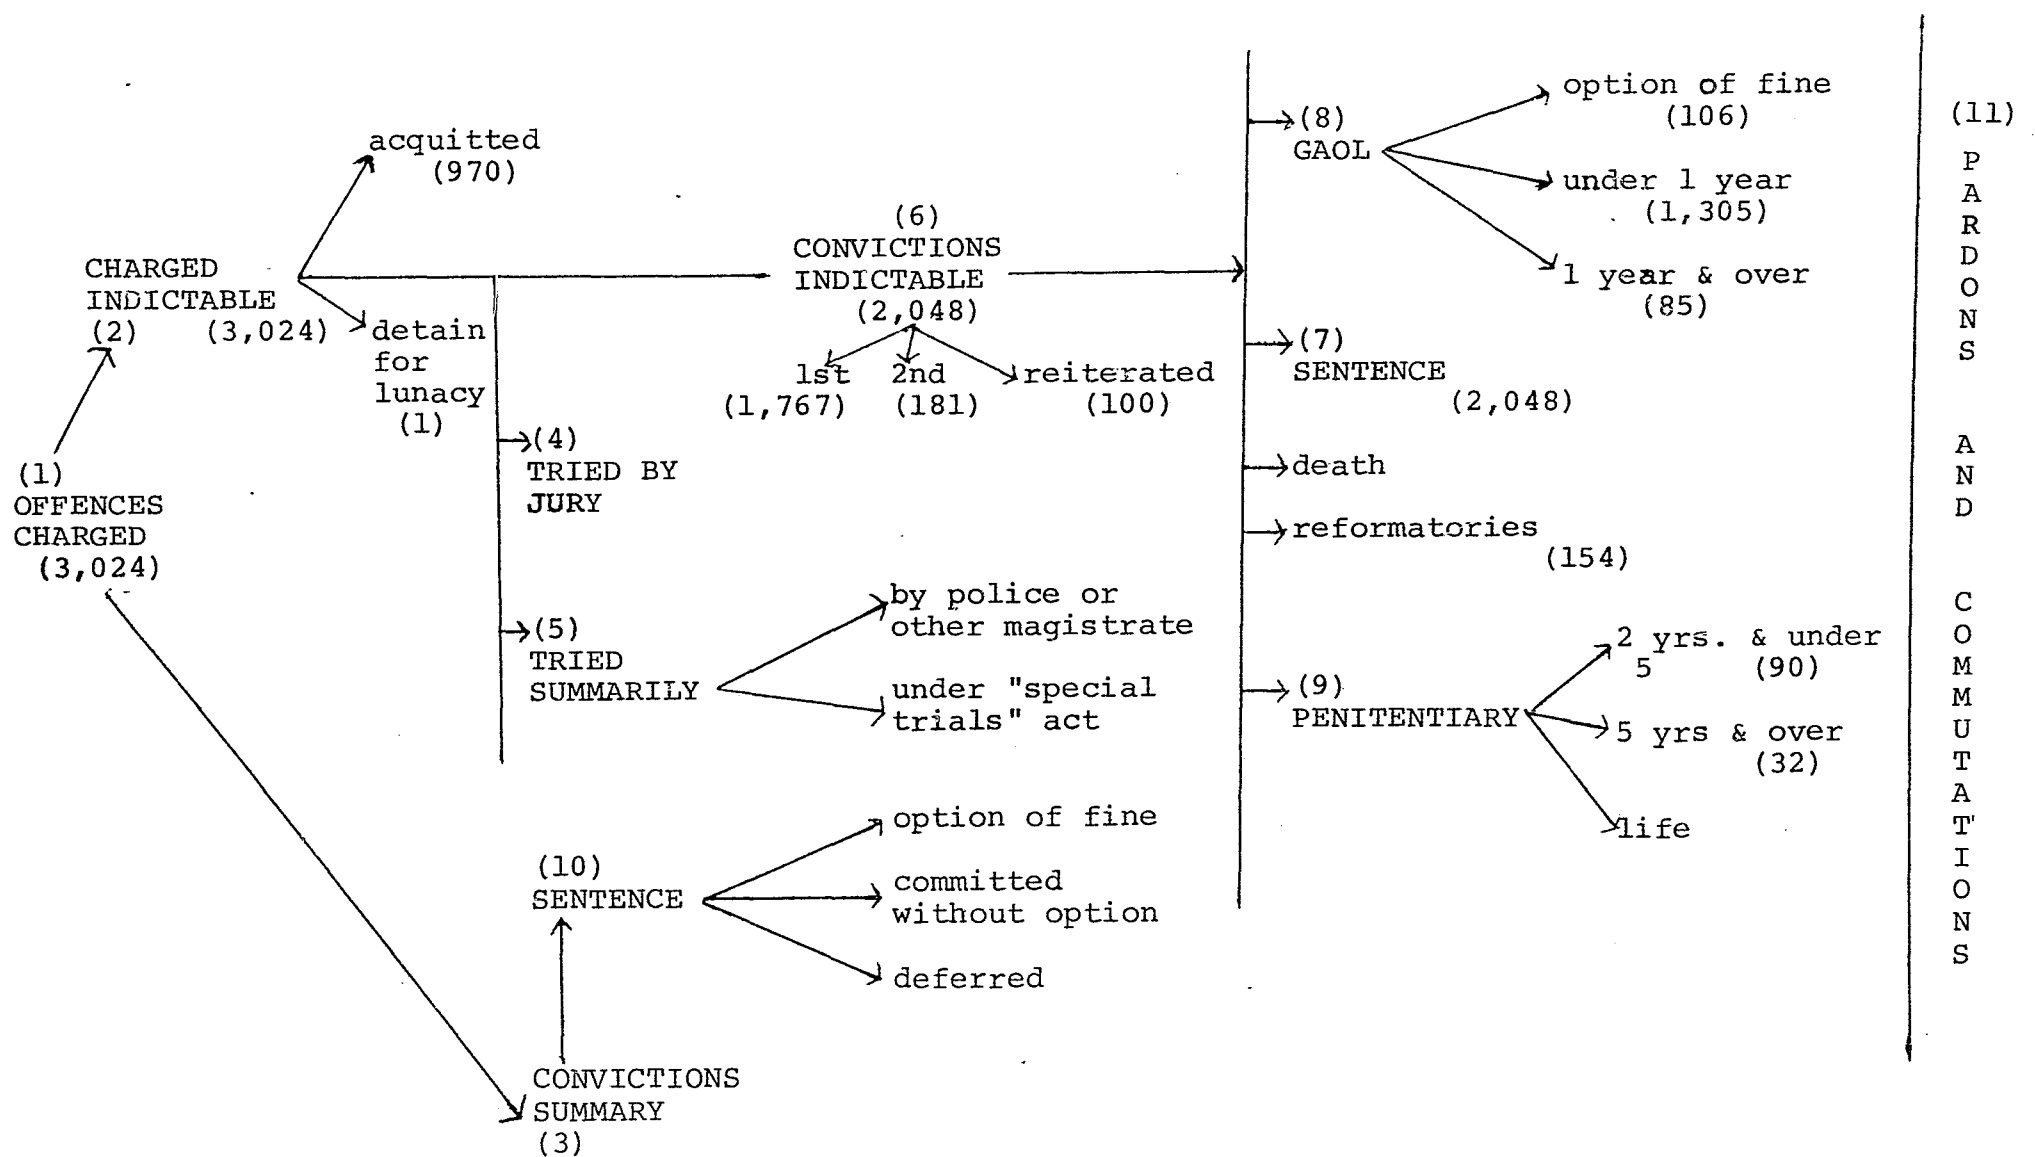 acquitted
(970)
CHARGED
INDICTABLE
(2) (3,024)
detain
for
lunacy
(1)
(1)
OFFENCES
CHARGED
(3,024)
(4)
TRIED BY
JURY
(5)
TRIED
SUMMARILY
by police or
other magistrate
under "special
trials" act
(6)
CONVICTIONS
INDICTABLE
(2,048)
1st 2nd reiterated
(1,767) (181) (100)
(10)
SENTENCE
option of fine
committed
without option
deferred
CONVICTIONS
SUMMARY
(3)
(8)
GAOL
option of fine
(106)
under 1 year
(1,305)
1 year & over
(85)
(7)
SENTENCE
(2,048)
death
reformatories
(154)
(9)
PENITENTIARY
2 yrs. & under
5 (90)
5 yrs & over
(32)
life
(11)
PARDONS AND COMMUTATIONS